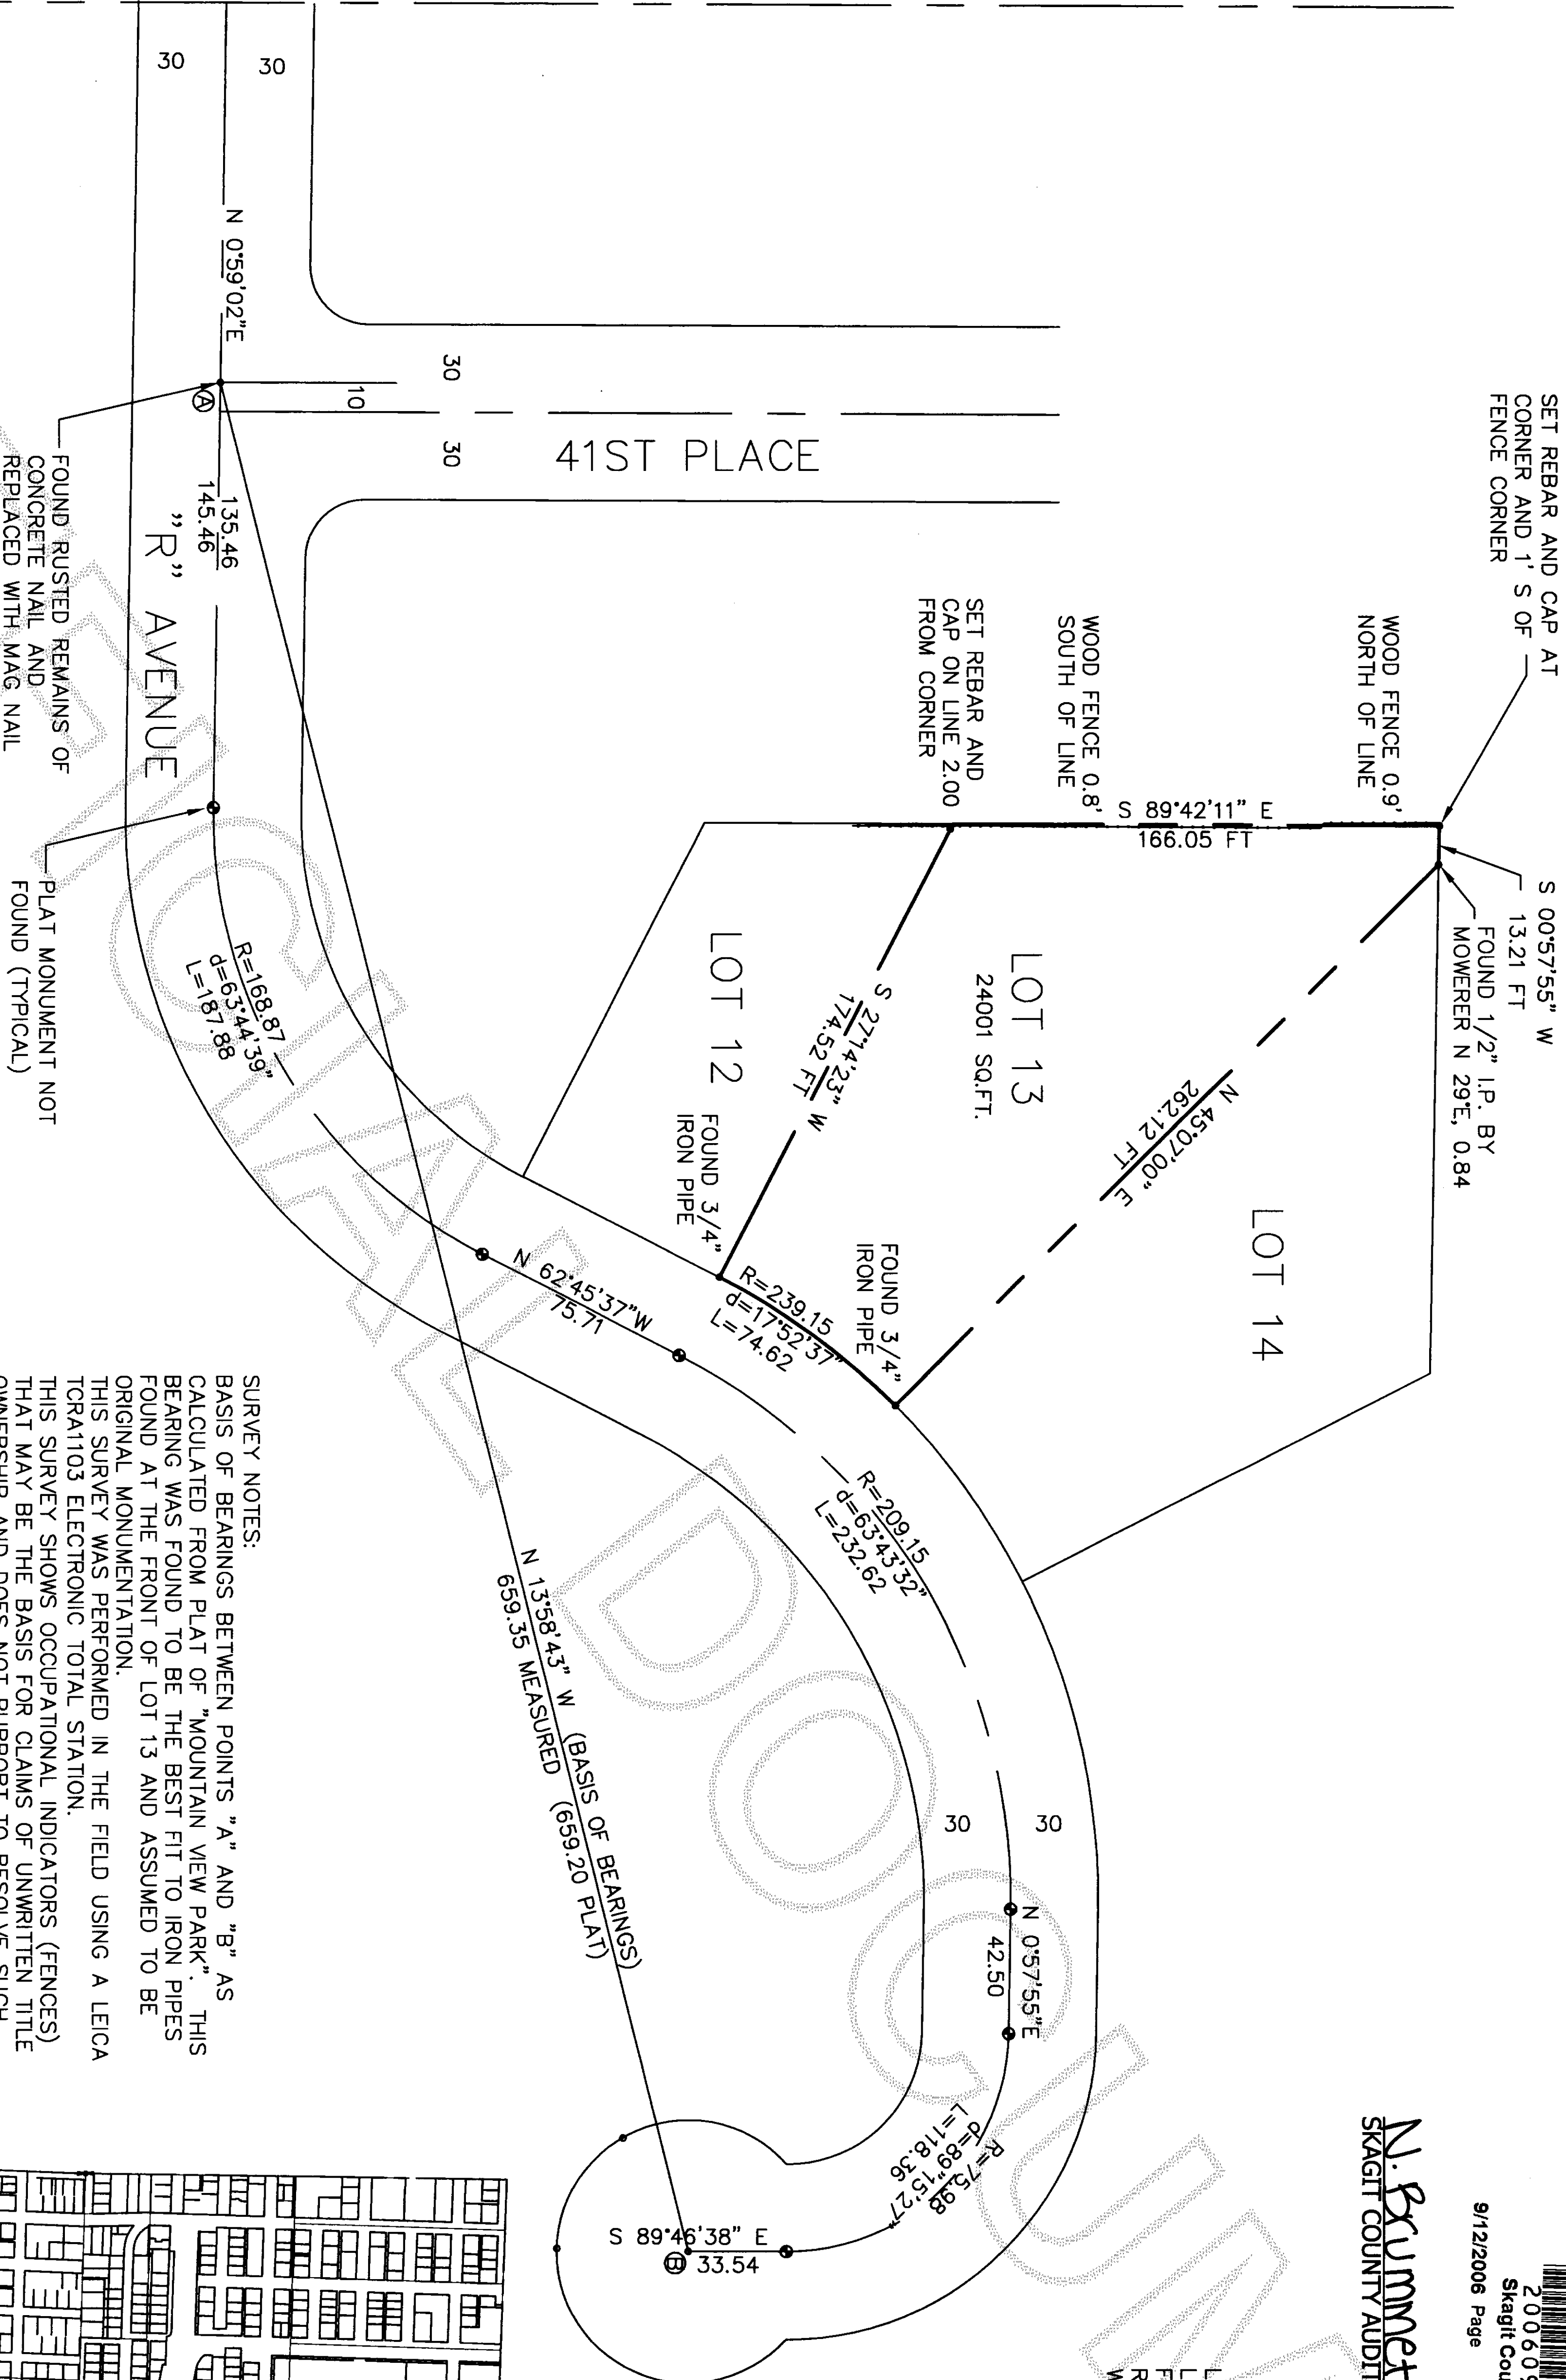 SET REBAR AND CAP AT
CORNER AND 1' S OF
FENCE CORNER
S 00°57'55" W
13.21 FT
FOUND 1/2" I.P. BY
MOWERER N 29°E, 0.84
WOOD FENCE 0.9'
NORTH OF LINE
S 89°42'11" E
166.05 FT
WOOD FENCE 0.8'
SOUTH OF LINE
SET REBAR AND
CAP ON LINE 2.00
FROM CORNER
N 45°07'00" E
262.12 FT
LOT 14
LOT 13
24001 SQ.FT.
S 27°14'23" W
174.52 FT
LOT 12
FOUND 3/4"
IRON PIPE
FOUND 3/4"
IRON PIPE
R=239.15
d=17°52'37"
L=74.62
30
30
N 0°59'02"E
30
10
30
41ST PLACE
A
135.46
145.46
"R" AVENUE
FOUND RUSTED REMAINS OF
CONCRETE NAIL AND
REPLACED WITH MAG NAIL
PLAT MONUMENT NOT
FOUND (TYPICAL)
R=168.87
d=63°44'39"
L=187.88
N 62°45'37"W
75.71
R=209.15
d=63°43'32"
L=232.62
30
30
N 0°57'55"E
42.50
R=75.98
d=89°15'27"
L=118.36
S 89°46'38" E
33.54
B
N 13°58'43" W (BASIS OF BEARINGS)
659.35 MEASURED (659.20 PLAT)
SURVEY NOTES:
BASIS OF BEARINGS BETWEEN POINTS "A" AND "B" AS
CALCULATED FROM PLAT OF "MOUNTAIN VIEW PARK". THIS
BEARING WAS FOUND TO BE THE BEST FIT TO IRON PIPES
FOUND AT THE FRONT OF LOT 13 AND ASSUMED TO BE
ORIGINAL MONUMENTATION.
THIS SURVEY WAS PERFORMED IN THE FIELD USING A LEICA
TCRA1103 ELECTRONIC TOTAL STATION.
THIS SURVEY SHOWS OCCUPATIONAL INDICATORS (FENCES)
THAT MAY BE THE BASIS FOR CLAIMS OF UNWRITTEN TITLE
OWNERSHIP AND DOES NOT PURPORT TO RESOLVE SUCH
N. Brummet
SKAGIT COUNTY AUDIT
200609
Skagit Cou
9/12/2006 Page
DOCUM